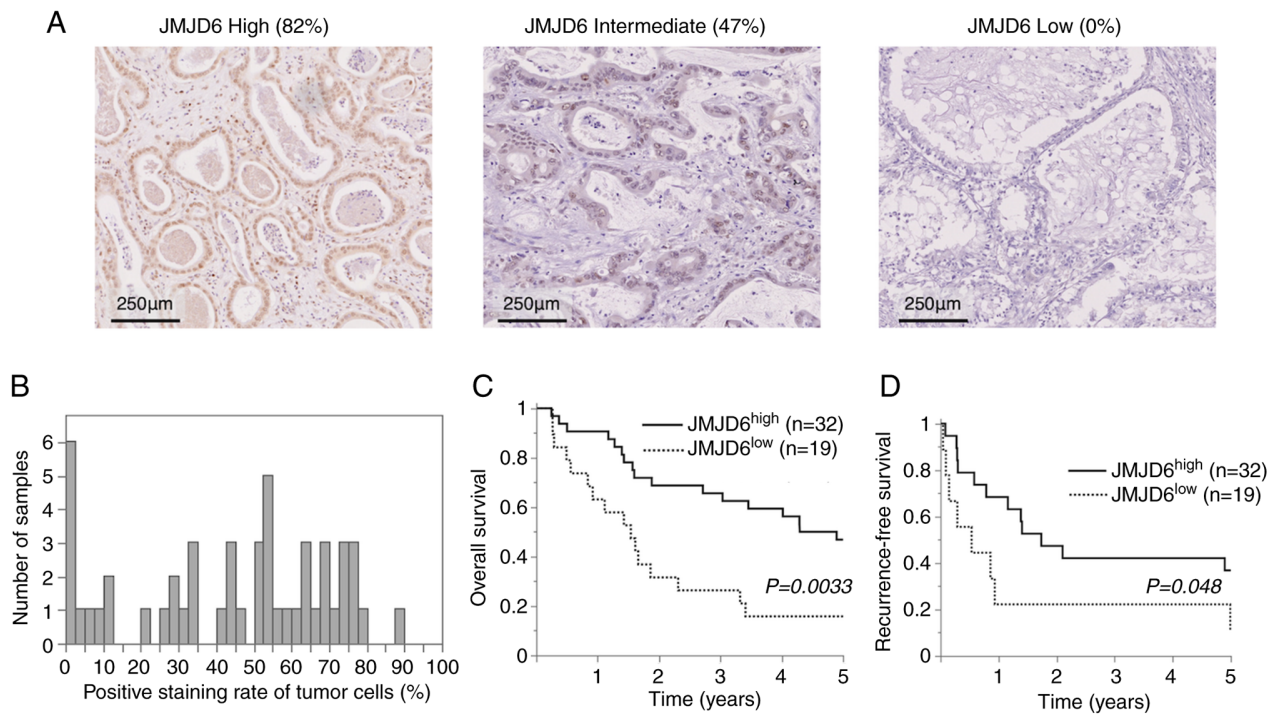 A
JMJD6 High (82%)
JMJD6 Intermediate (47%)
JMJD6 Low (0%)
250μm
250μm
250μm
B
Number of samples
6
5
4
3
2
1
0
0 10 20 30 40 50 60 70 80 90 100
Positive staining rate of tumor cells (%)
C
Overall survival
1
0.8
0.6
0.4
0.2
0
JMJD6high (n=32)
JMJD6low (n=19)
P=0.0033
1 2 3 4 5
Time (years)
D
Recurrence-free survival
1
0.8
0.6
0.4
0.2
0
JMJD6high (n=32)
JMJD6low (n=19)
P=0.048
1 2 3 4 5
Time (years)